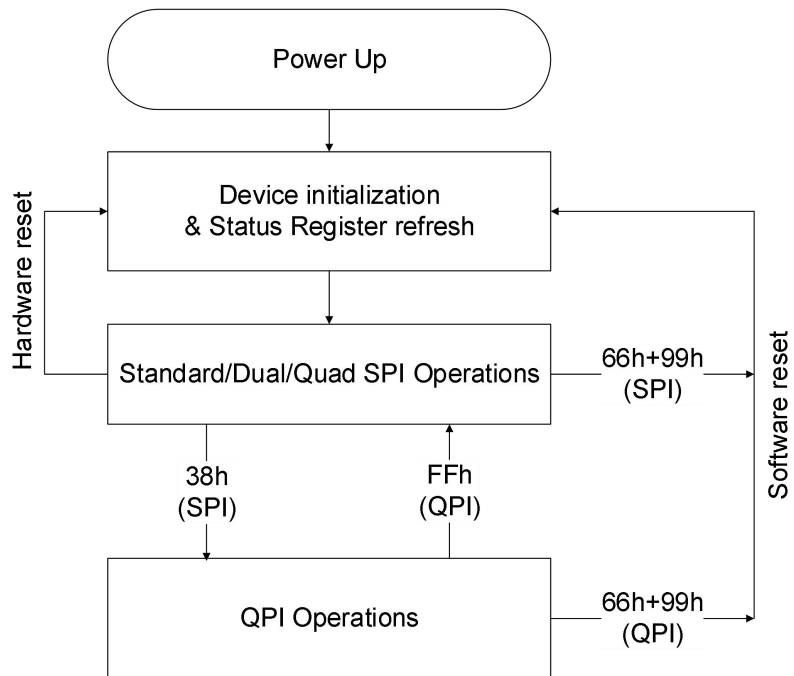 Power Up
Device initialization
& Status Register refresh
Hardware reset
Standard/Dual/Quad SPI Operations
66h+99h
(SPI)
Software reset
38h
(SPI)
FFh
(QPI)
QPI Operations
66h+99h
(QPI)